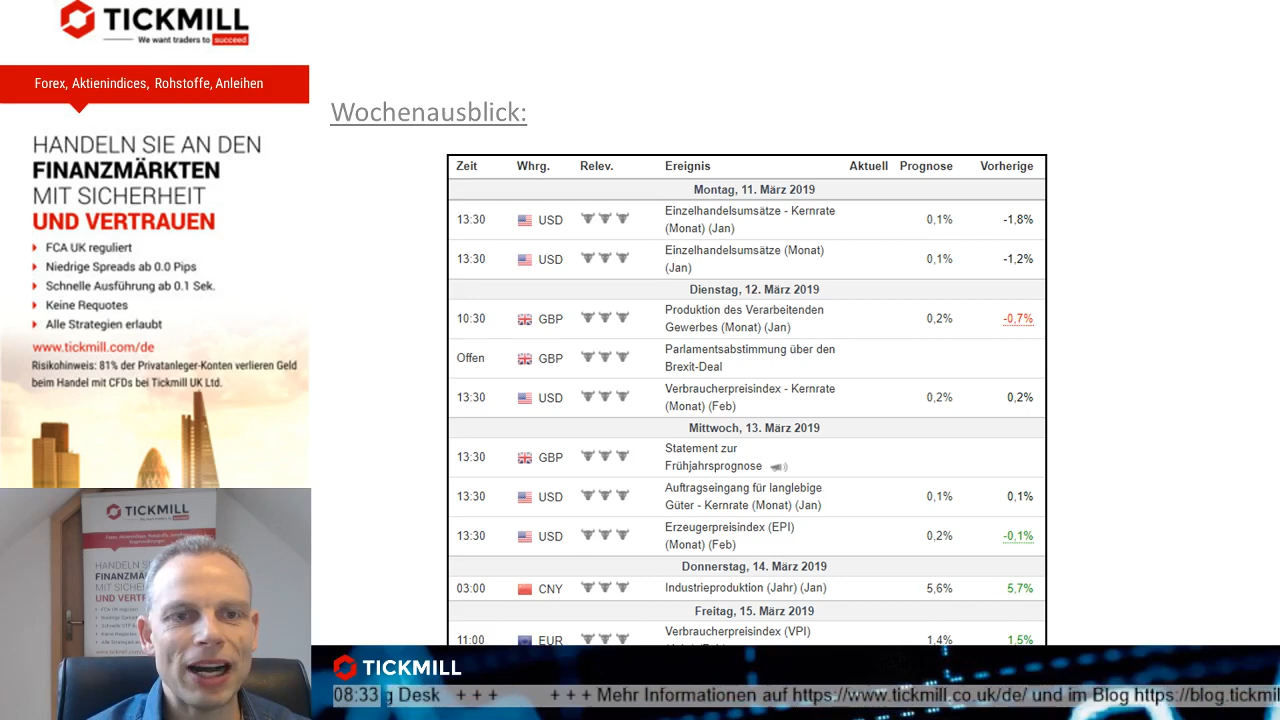 TICKMILL
We want traders to succeed
Forex, Aktienindices, Rohstoffe, Anleihen
HANDELN SIE AN DEN
FINANZMÄRKTEN
MIT SICHERHEIT
UND VERTRAUEN
FCA UK reguliert
Niedrige Spreads ab 0.0 Pips
Schnelle Ausführung ab 0.1 Sek.
Keine Requotes
Alle Strategien erlaubt
www.tickmill.com/de
Risikohinweis: 81% der Privatanleger-Konten verlieren Geld
beim Handel mit CFDs bei Tickmill UK Ltd.
Wochenausblick:
Zeit Whrg. Relev. Ereignis Aktuell Prognose Vorherige
Montag, 11. März 2019
13:30 USD Einzelhandelsumsätze - Kernrate 0,1% -1,8%
(Monat) (Jan)
13:30 USD Einzelhandelsumsätze (Monat) 0,1% -1,2%
(Jan)
Dienstag, 12. März 2019
10:30 GBP Produktion des Verarbeitenden 0,2% -0,7%
Gewerbes (Monat) (Jan)
Offen GBP Parlamentsabstimmung über den
Brexit-Deal
13:30 USD Verbraucherpreisindex - Kernrate 0,2% 0,2%
(Monat) (Feb)
Mittwoch, 13. März 2019
13:30 GBP Statement zur
Frühjahrsprognose
13:30 USD Auftragseingang für langlebige 0,1% 0,1%
Güter - Kernrate (Monat) (Jan)
13:30 USD Erzeugerpreisindex (EPI) 0,2% -0,1%
(Monat) (Feb)
Donnerstag, 14. März 2019
03:00 CNY Industrieproduktion (Jahr) (Jan) 5,6% 5,7%
Freitag, 15. März 2019
11:00 EUR Verbraucherpreisindex (VPI) 1,4% 1,5%
TICKMILL
HANDELN SIE AN
FINANZMÄ
MIT SICHE
UND VERT
TICKMILL
08:33 g Desk + + + + + + Mehr Informationen auf https://www.tickmill.co.uk/de/ und im Blog https://blog.tickmil